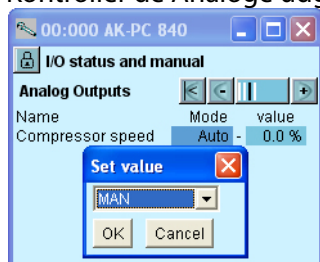 00:000 AK-PC 840
I/O status and manual
Analog Outputs
Name Mode value
Compressor speed Auto - 0.0 %
Set value
MAN
OK Cancel